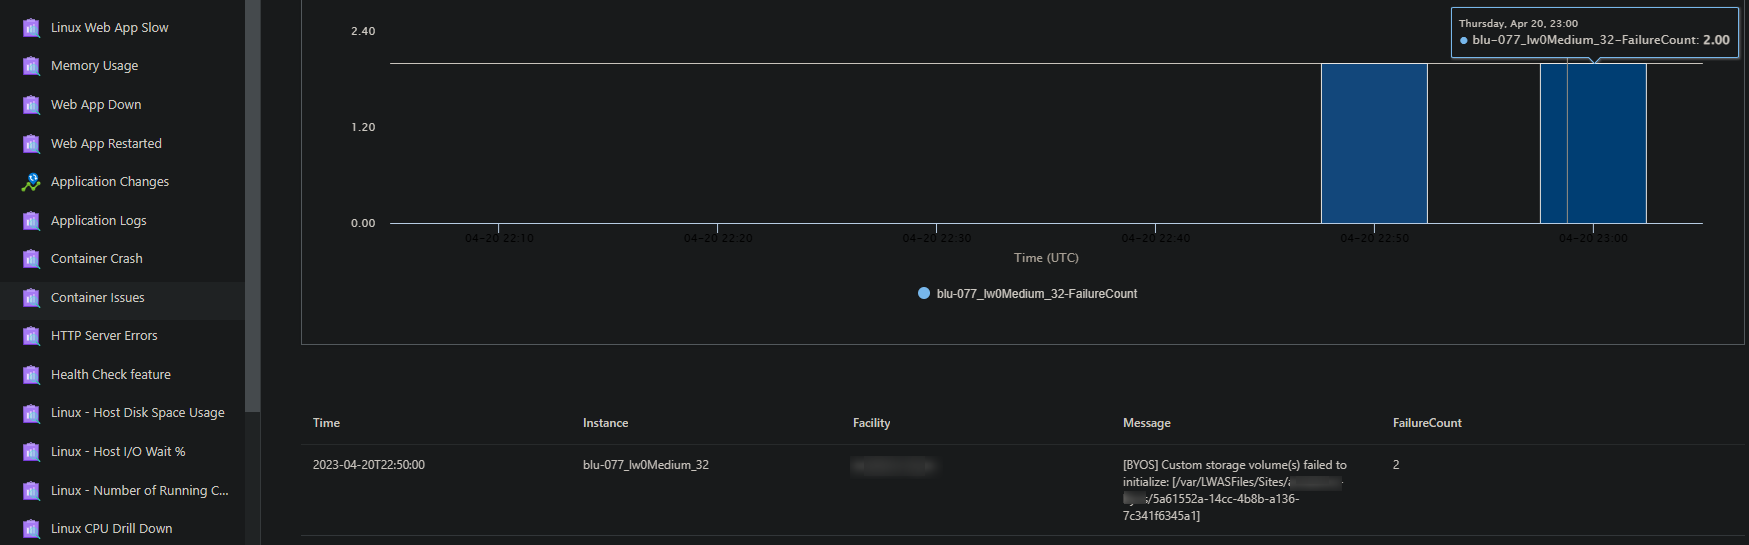 Linux Web App Slow
Memory Usage
Web App Down
Web App Restarted
Application Changes
Application Logs
Container Crash
Container Issues
HTTP Server Errors
Health Check feature
Linux - Host Disk Space Usage
Linux - Host I/O Wait %
Linux - Number of Running C...
Linux CPU Drill Down
2.40
1.20
0.00
Thursday, Apr 20, 23:00
blu-077_lw0Medium_32-FailureCount: 2.00
04-20 22:10
04-20 22:20
04-20 22:30
04-20 22:40
04-20 22:50
04-20 23:00
Time (UTC)
blu-077_lw0Medium_32-FailureCount
Time Instance Facility Message FailureCount
2023-04-20T22:50:00 blu-077_lw0Medium_32 [BYOS] Custom storage volume(s) failed to 2
initialize: [/var/LWASFiles/Sites/
/5a61552a-14cc-4b8b-a136-
7c341f6345a1]